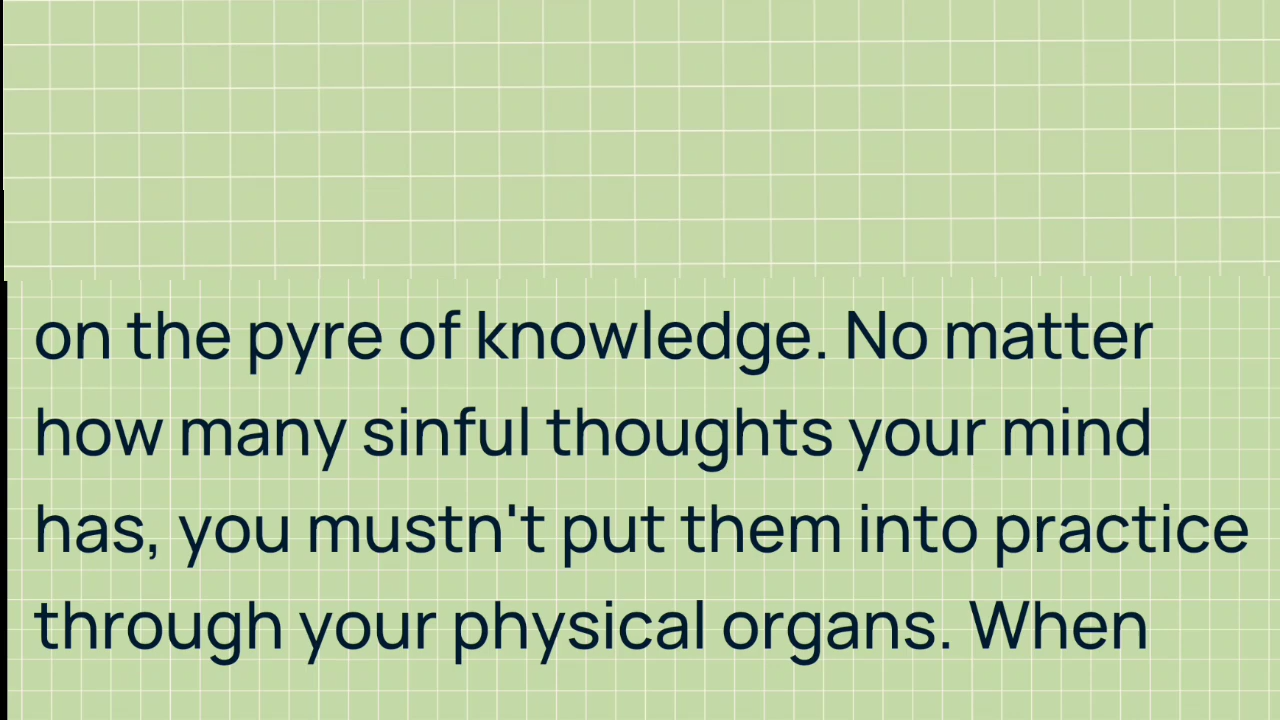 on the pyre of knowledge. No matter
how many sinful thoughts your mind
has, you mustn't put them into practice
through your physical organs. When